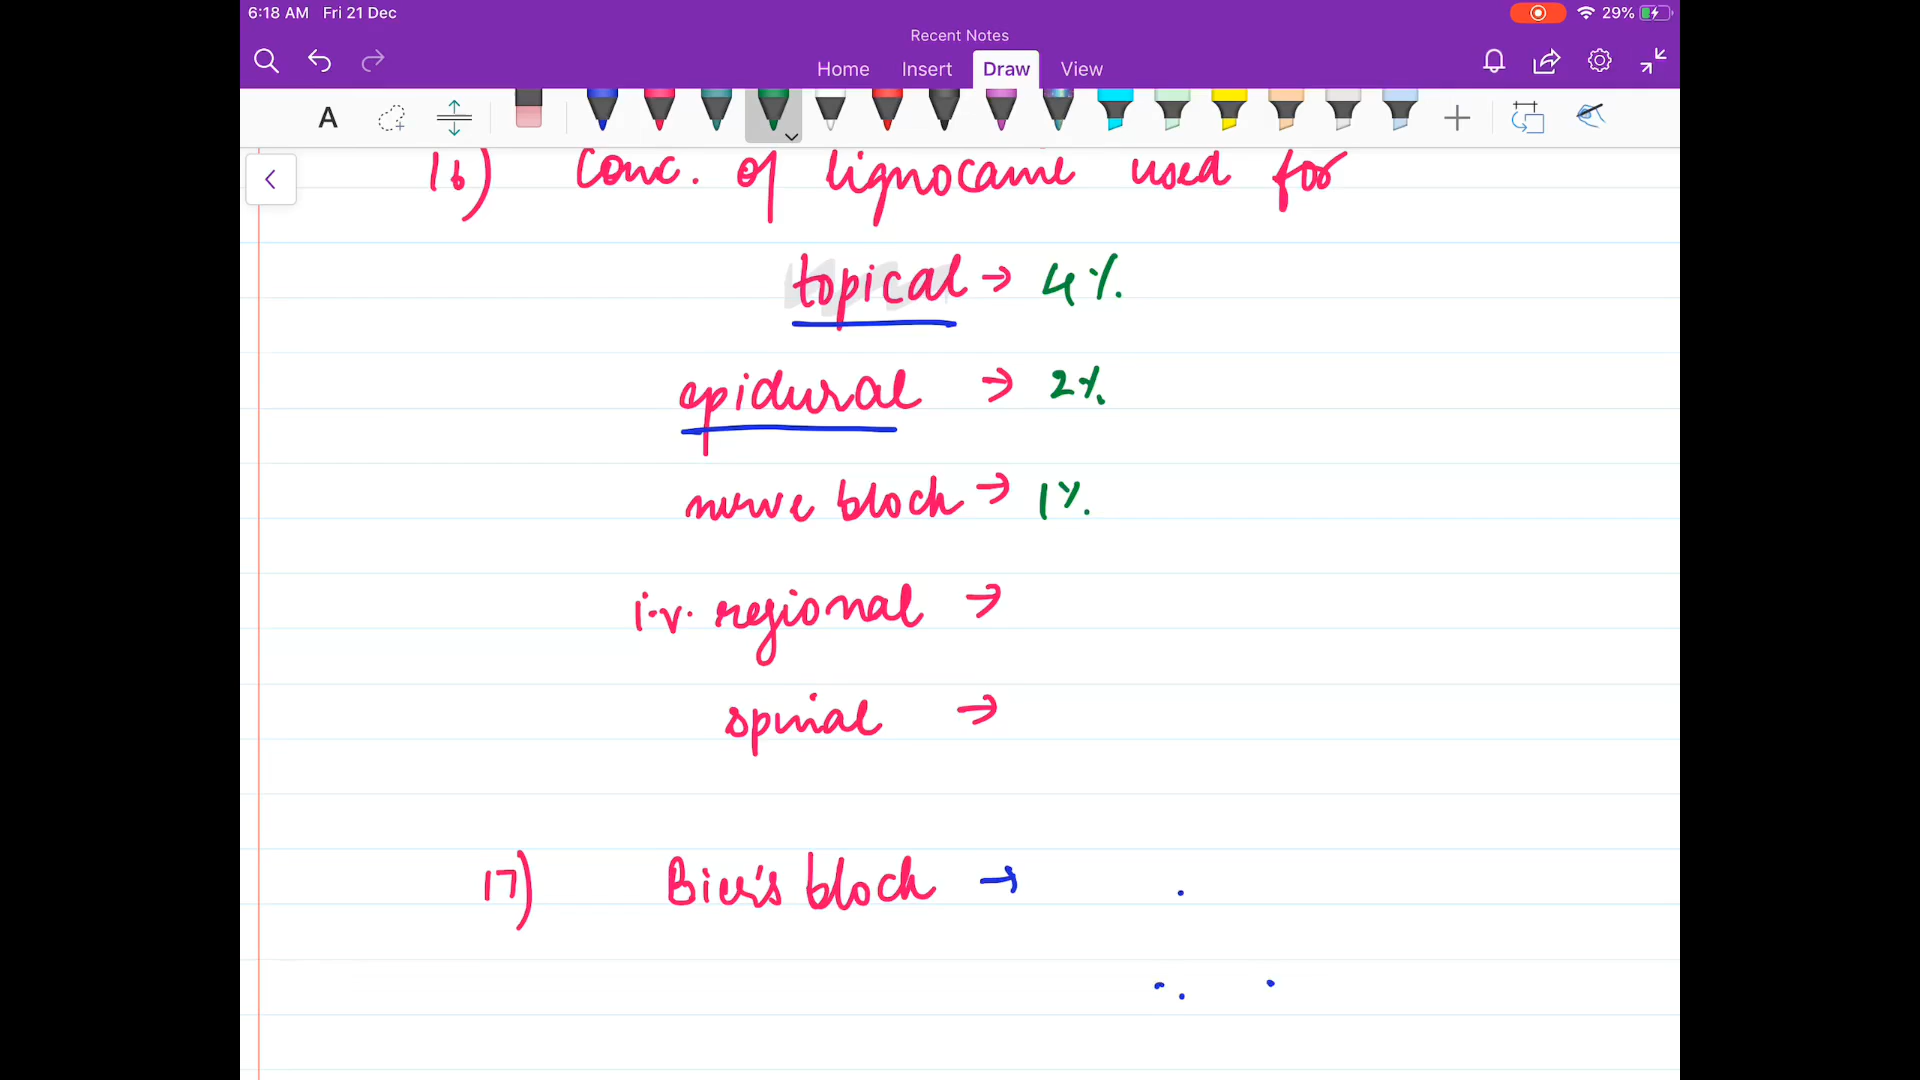 6:18 AM Fri 21 Dec
29%
Recent Notes
Home Insert Draw View
A
16) Conc. of lignocaine used for
topical → 4%.
epidural → 2%.
nerve block → 1%.
i.v. regional →
spinal →
17) Bier's block →